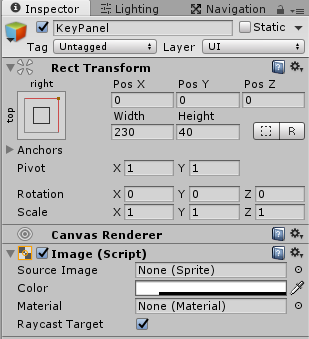 Inspector Lighting Navigation
KeyPanel Static
Tag Untagged Layer UI
Rect Transform
right Pos X Pos Y Pos Z
top 0 0 0
Width Height
230 40 R
Anchors
Pivot X 1 Y 1
Rotation X 0 Y 0 Z 0
Scale X 1 Y 1 Z 1
Canvas Renderer
Image (Script)
Source Image None (Sprite)
Color
Material None (Material)
Raycast Target